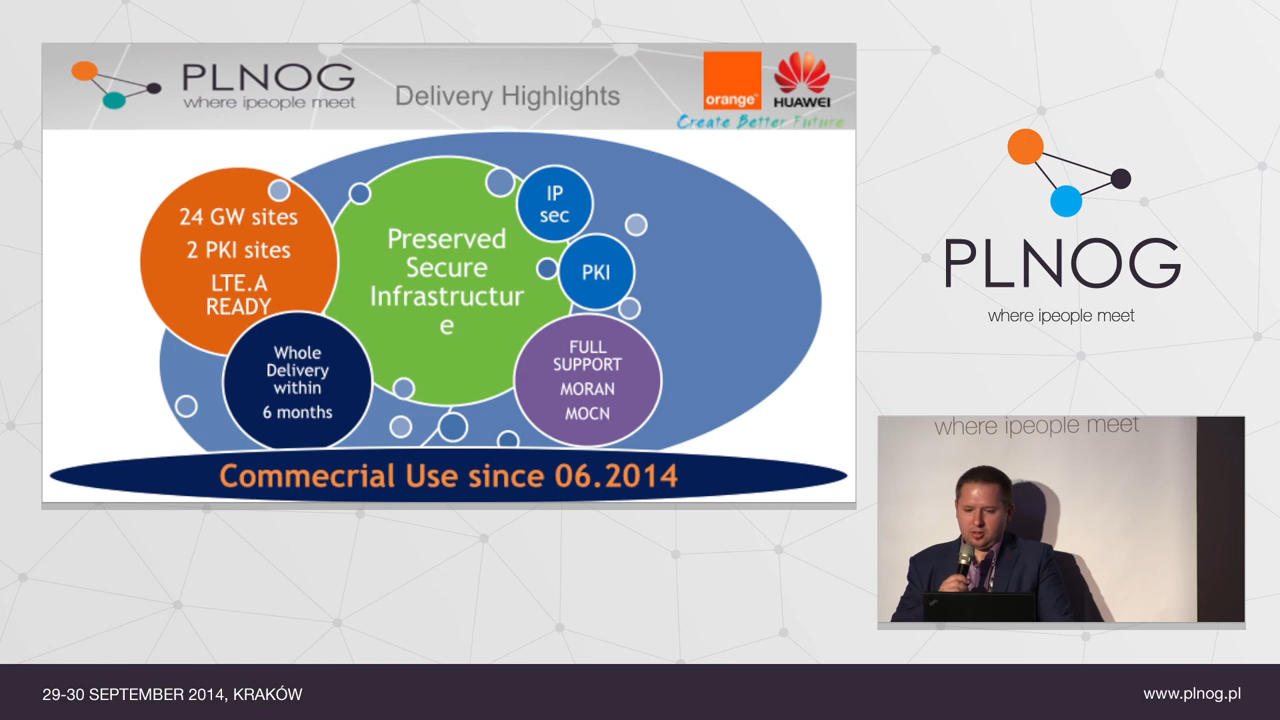 PLNOG
where ipeople meet
Delivery Highlights
orange™
HUAWEI
Create Better Future
24 GW sites
2 PKI sites
LTE.A
READY
Preserved
Secure
Infrastructur
e
IP
sec
PKI
Whole
Delivery
within
6 months
FULL
SUPPORT
MORAN
MOCN
Commecrial Use since 06.2014
PLNOG
where ipeople meet
where ipeople meet
29-30 SEPTEMBER 2014, KRAKÓW
www.plnog.pl